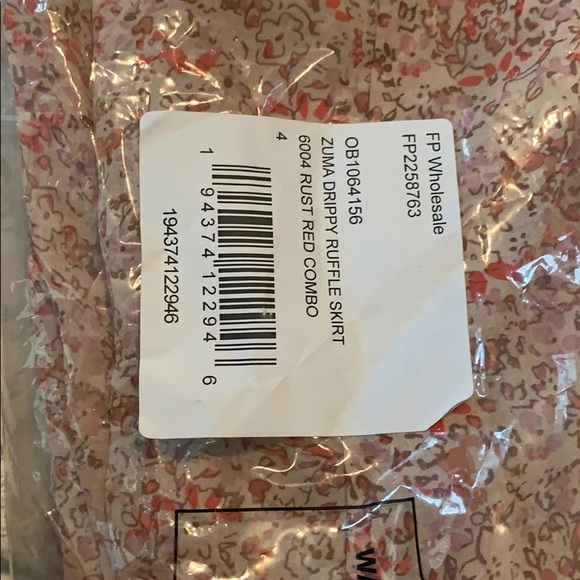 FP Wholesale
FP2258763
OB1064156
ZUMA DRIPPY RUFFLE SKIRT
6004 RUST RED COMBO
4
1 94374 12294 6
194374122946